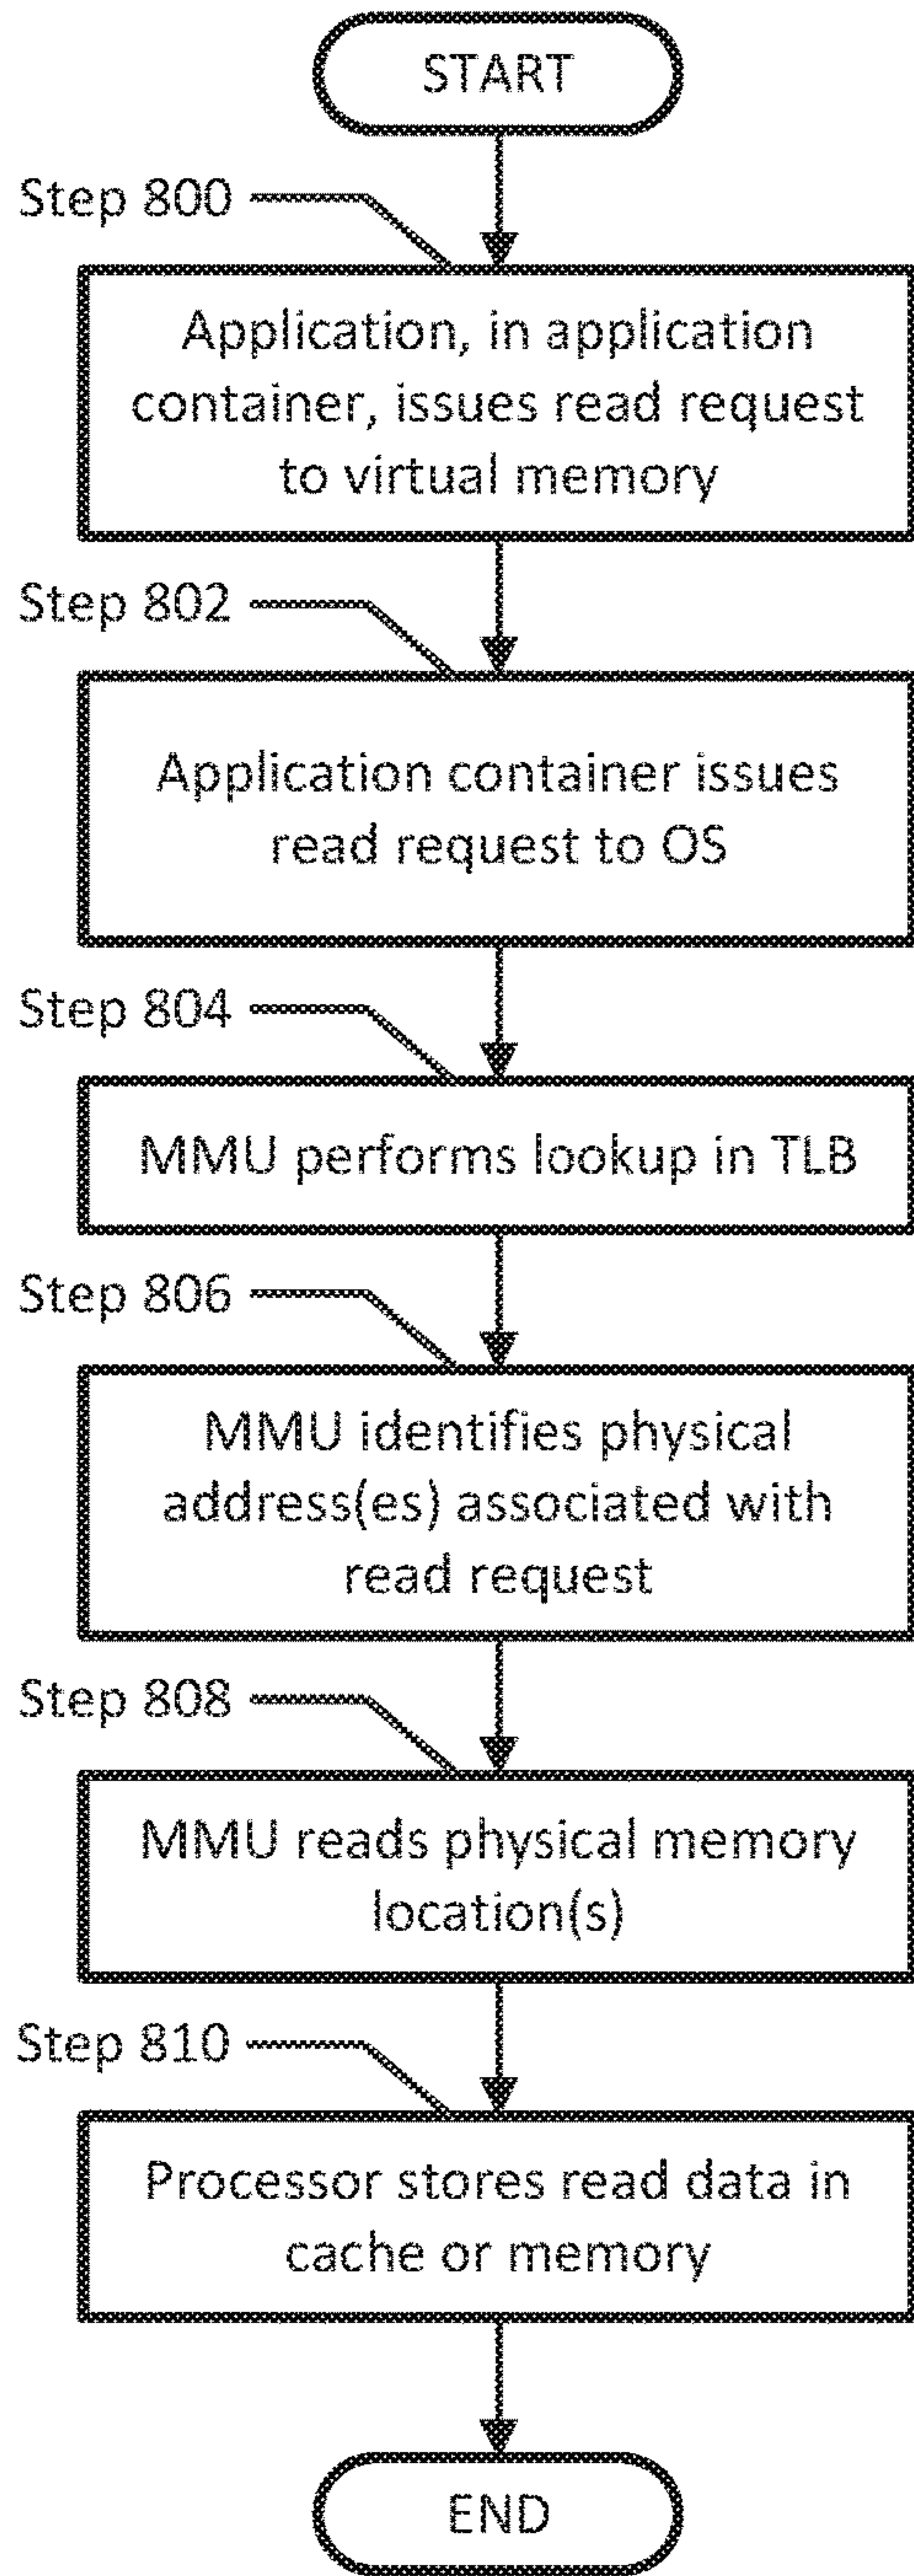 START
Step 800
Application, in application
container, issues read request
to virtual memory
Step 802
Application container issues
read request to OS
Step 804
MMU performs lookup in TLB
Step 806
MMU identifies physical
address(es) associated with
read request
Step 808
MMU reads physical memory
location(s)
Step 810
Processor stores read data in
cache or memory
END